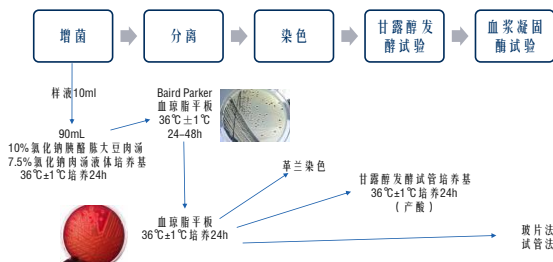 增菌
分离
染色
甘露醇发
酵试验
血浆凝固
酶试验
样液10ml
90mL
10%氯化钠胰酪胨大豆肉汤
7.5%氯化钠肉汤液体培养基
36℃±1℃培养24h
Baird Parker
血琼脂平板
36℃±1℃
24-48h
革兰染色
血琼脂平板
36℃±1℃培养24h
甘露醇发酵试管培养基
36℃±1℃培养24h
（产酸）
玻片法
试管法